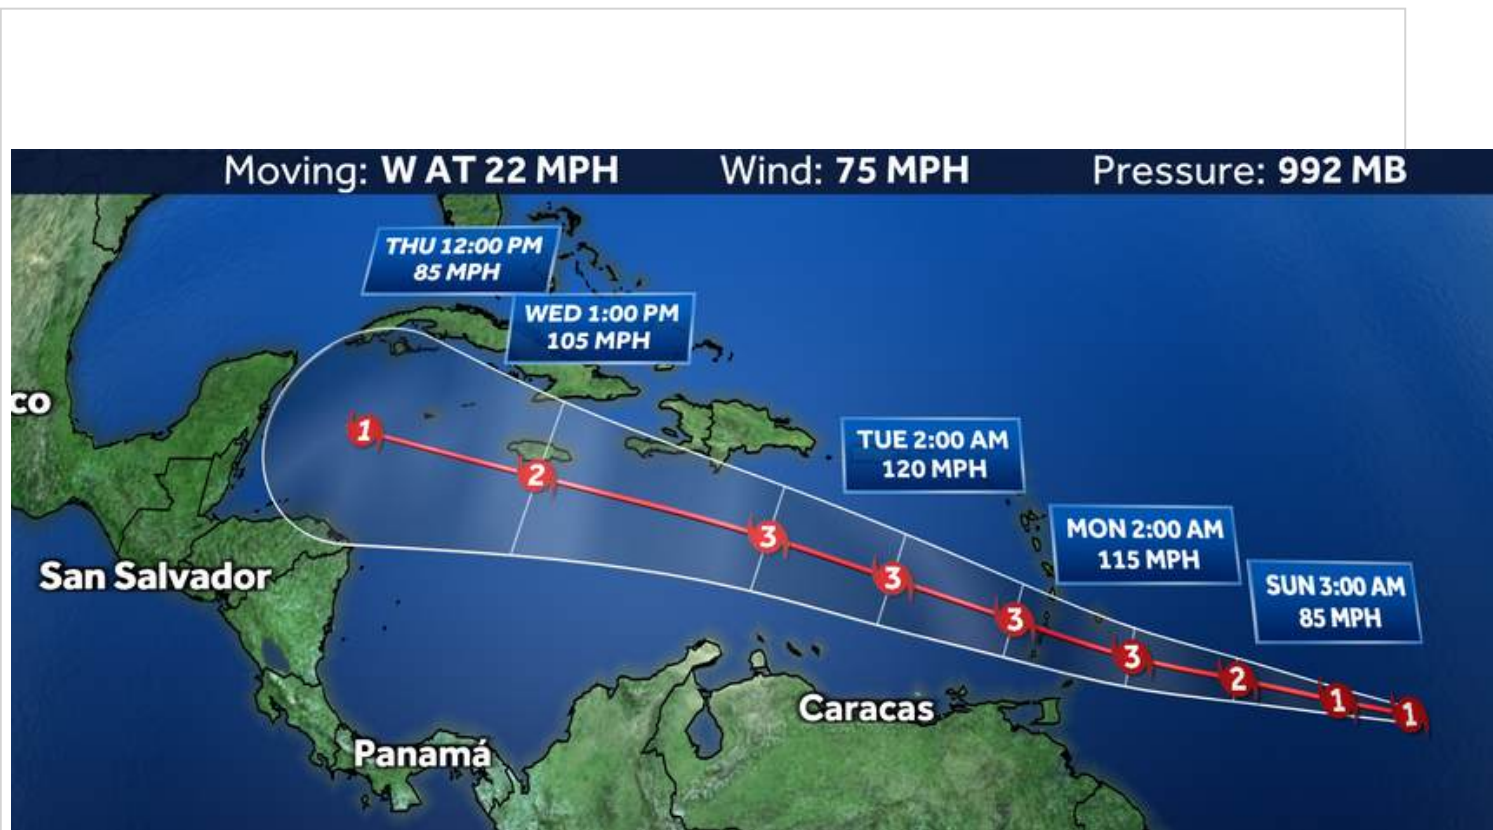 Moving: W AT 22 MPH Wind: 75 MPH Pressure: 992 MB
THU 12:00 PM
85 MPH
WED 1:00 PM
105 MPH
co
1
2
TUE 2:00 AM
120 MPH
3
3
MON 2:00 AM
115 MPH
San Salvador
SUN 3:00 AM
85 MPH
3
3
2
1
1
Caracas
Panamá